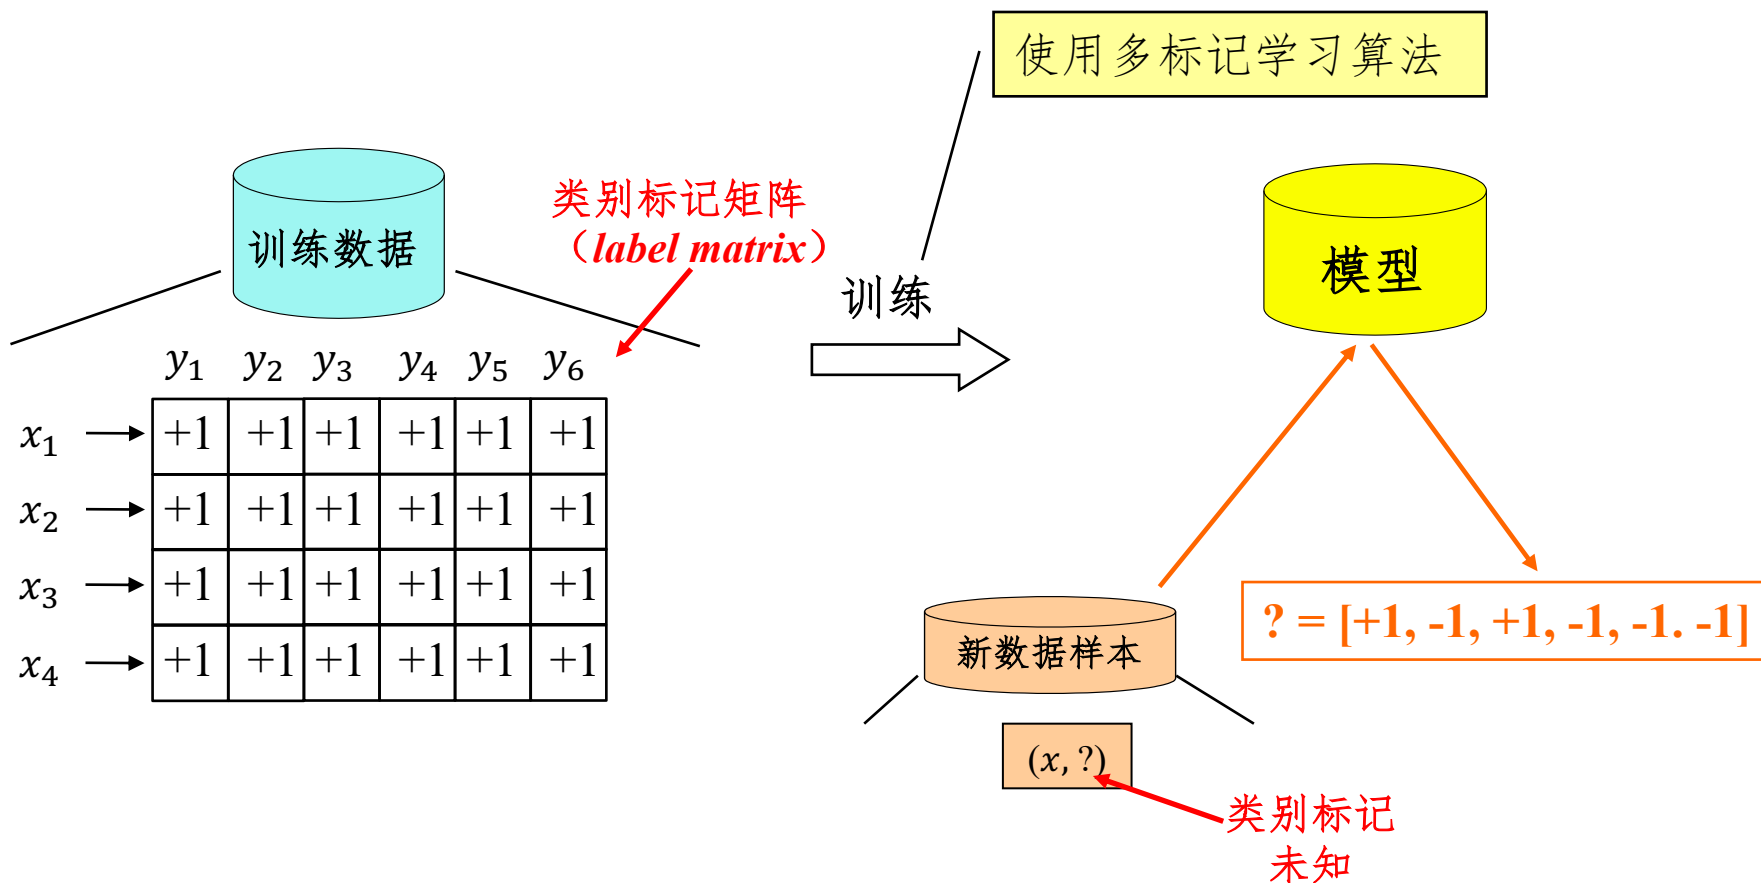 使用多标记学习算法
训练数据
类别标记矩阵
（label matrix）
训练
模型
y₁ y₂ y₃ y₄ y₅ y₆
x₁ +1 +1 +1 +1 +1 +1
x₂ +1 +1 +1 +1 +1 +1
x₃ +1 +1 +1 +1 +1 +1
x₄ +1 +1 +1 +1 +1 +1
? = [+1, -1, +1, -1, -1. -1]
新数据样本
(x, ?)
类别标记
未知